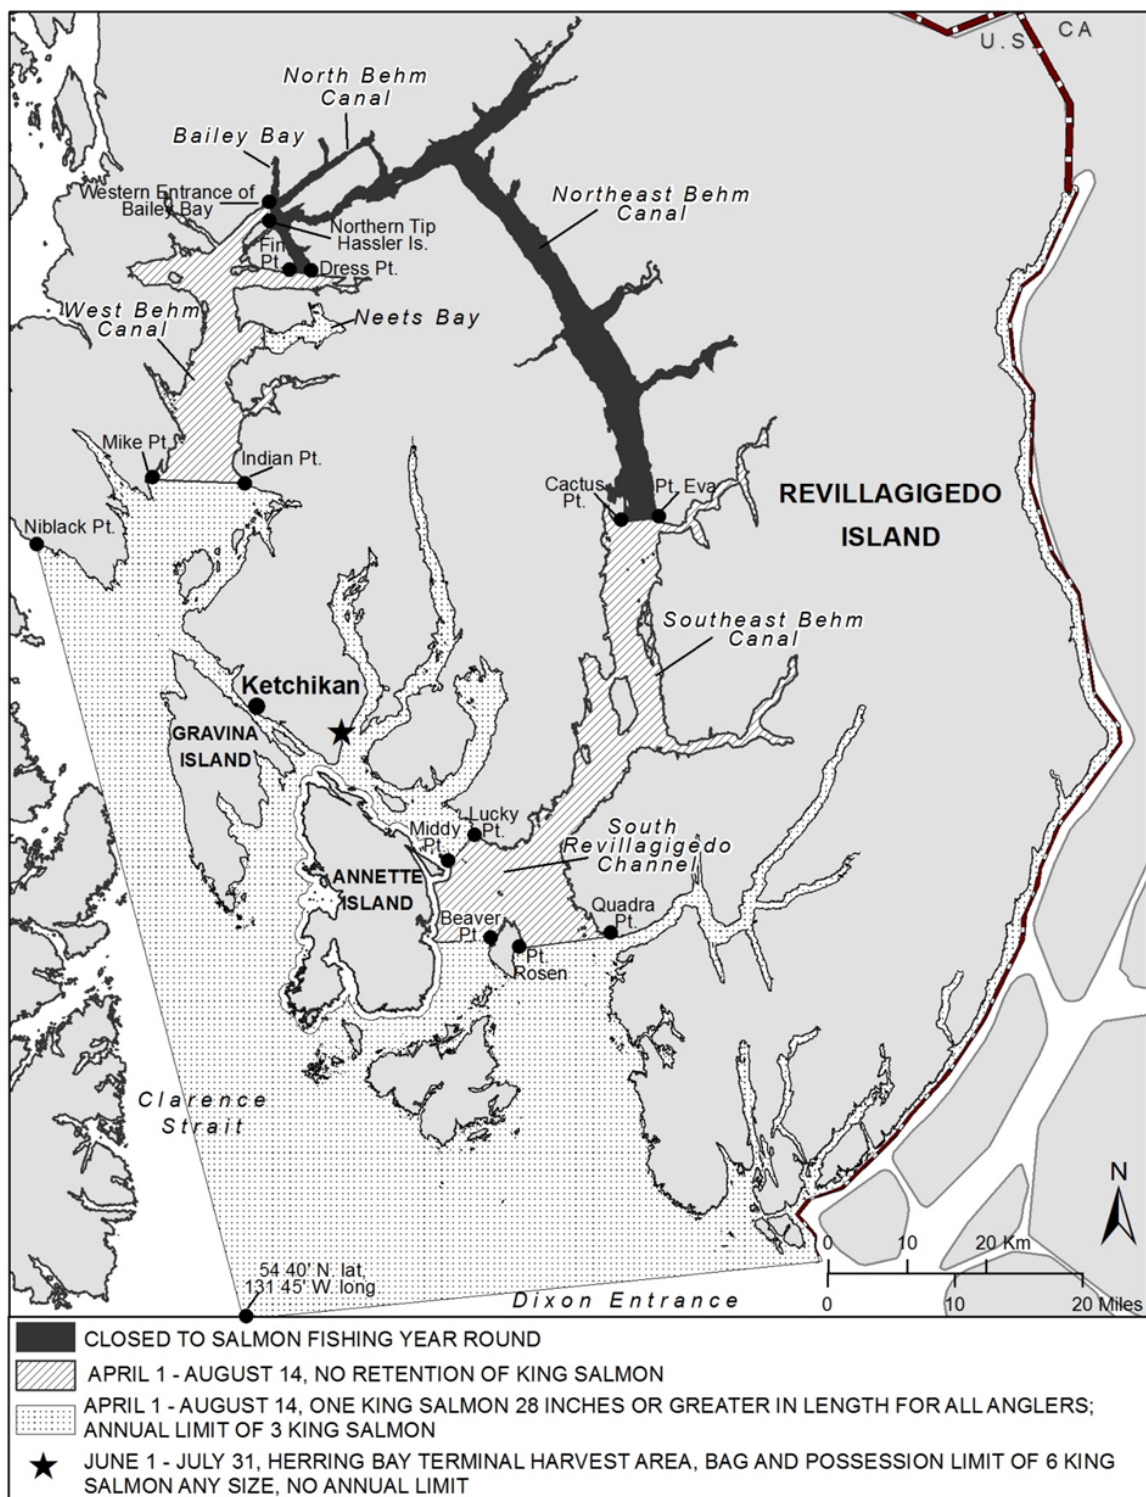 U.S.
CA
North Behm
Canal
Bailey Bay
Western Entrance of
Bailey Bay
Northeast Behm
Canal
Northern Tip
Hassler Is.
Fin
Pt.
Dress Pt.
West Behm
Canal
Neets Bay
Mike Pt.
Indian Pt.
Cactus
Pt.
Pt. Eva
REVILLAGIGEDO
ISLAND
Niblack Pt.
Southeast Behm
Canal
Ketchikan
GRAVINA
ISLAND
Lucky
Pt.
Middy
Pt.
South
Revillagigedo
Channel
ANNETTE
ISLAND
Beaver
Pt.
Quadra
Pt.
Pt.
Rosen
Clarence
Strait
N
0 10 20 Km
54 40' N. lat,
131 45' W. long.
Dixon Entrance
0 10 20 Miles
CLOSED TO SALMON FISHING YEAR ROUND
APRIL 1 - AUGUST 14, NO RETENTION OF KING SALMON
APRIL 1 - AUGUST 14, ONE KING SALMON 28 INCHES OR GREATER IN LENGTH FOR ALL ANGLERS;
ANNUAL LIMIT OF 3 KING SALMON
JUNE 1 - JULY 31, HERRING BAY TERMINAL HARVEST AREA, BAG AND POSSESSION LIMIT OF 6 KING
SALMON ANY SIZE, NO ANNUAL LIMIT